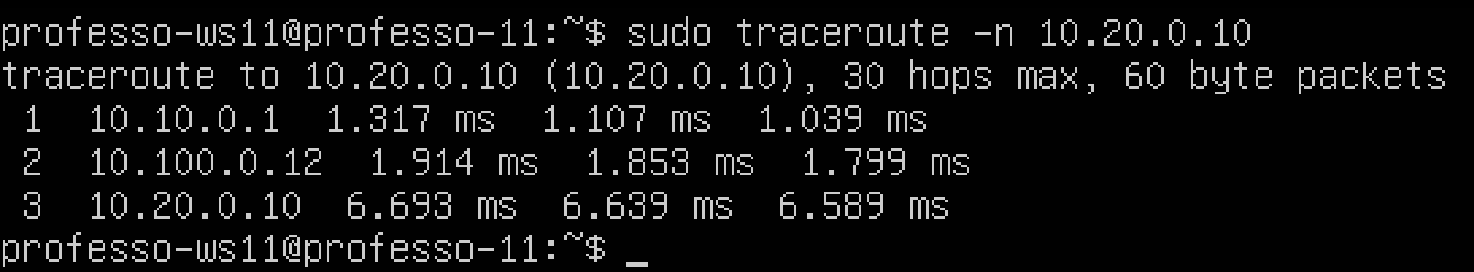 professo-ws11@professo-11:~$ sudo traceroute -n 10.20.0.10
traceroute to 10.20.0.10 (10.20.0.10), 30 hops max, 60 byte packets
 1  10.10.0.1  1.317 ms  1.107 ms  1.039 ms
 2  10.100.0.12  1.914 ms  1.853 ms  1.799 ms
 3  10.20.0.10  6.693 ms  6.639 ms  6.589 ms
professo-ws11@professo-11:~$ _